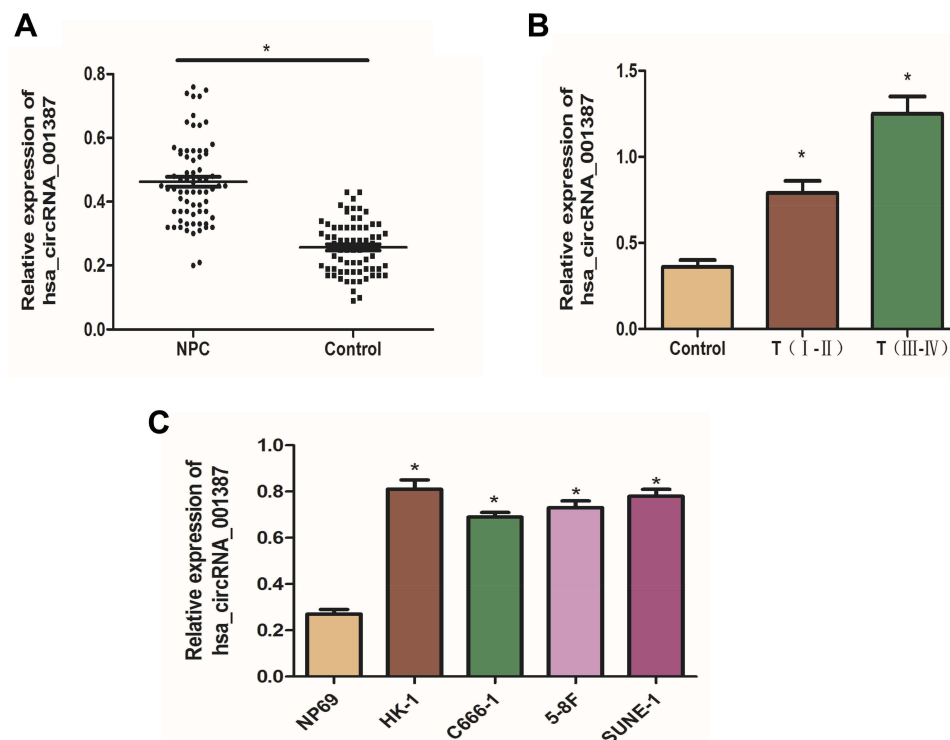 A
Relative expression of
hsa_circRNA_001387
*
0.8
0.6
0.4
0.2
0.0
NPC
Control
B
Relative expression of
hsa_circRNA_001387
1.5
1.0
0.5
0.0
*
*
Control
T（Ⅰ-Ⅱ）
T（III-IV）
C
Relative expression of
hsa_circRNA_001387
1.0
0.8
0.6
0.4
0.2
0.0
*
*
*
*
NP69
HK-1
C666-1
5-8F
SUNE-1